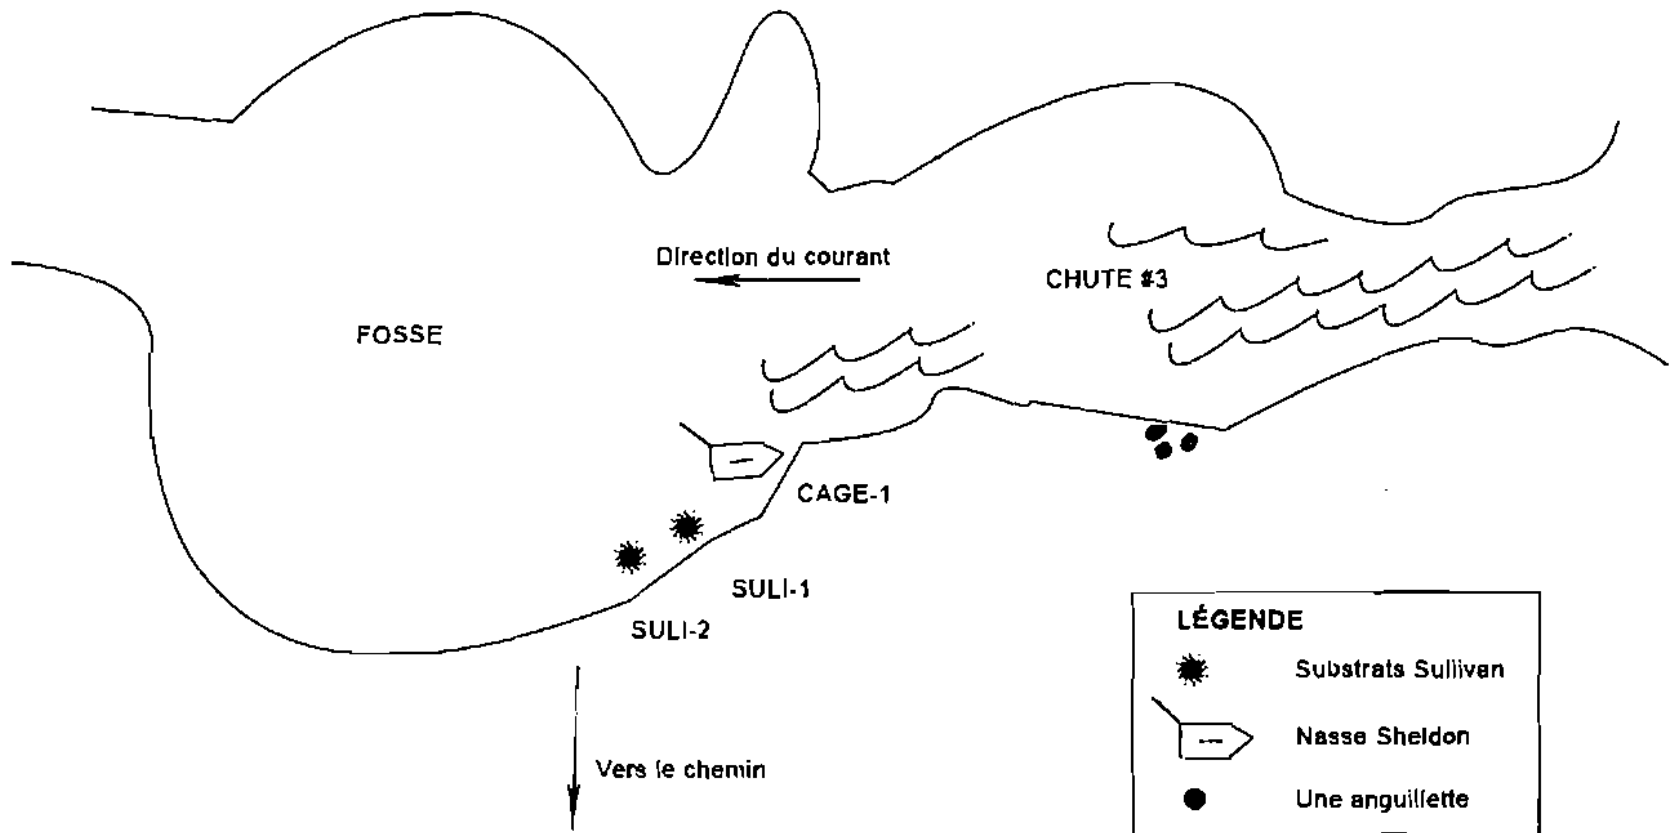 Direction du courant
CHUTE #3
FOSSE
CAGE-1
SULI-1
SULI-2
Vers le chemin
LÉGENDE
Substrats Sullivan
Nasse Sheldon
Une anguillette